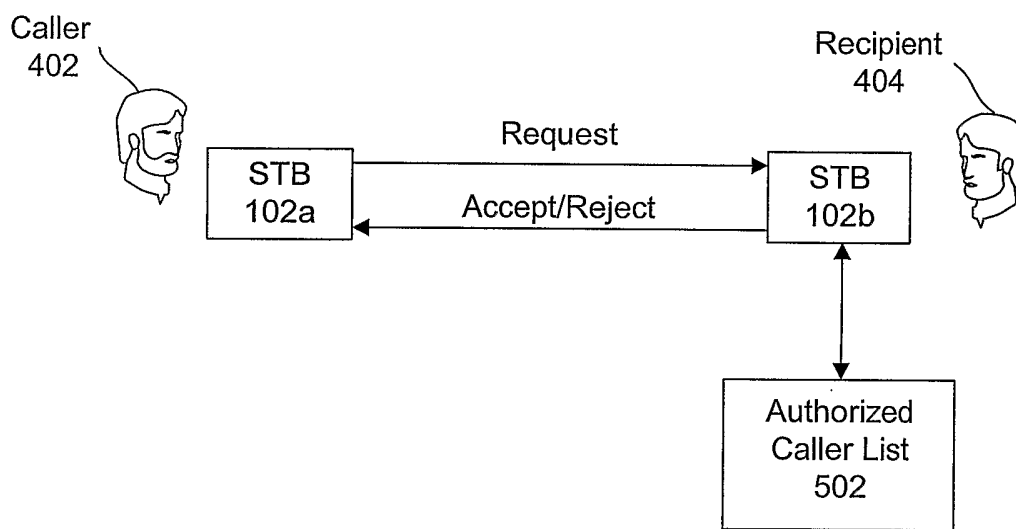 Caller
402
Recipient
404
Request
STB
102a
STB
102b
Accept/Reject
Authorized
Caller List
502